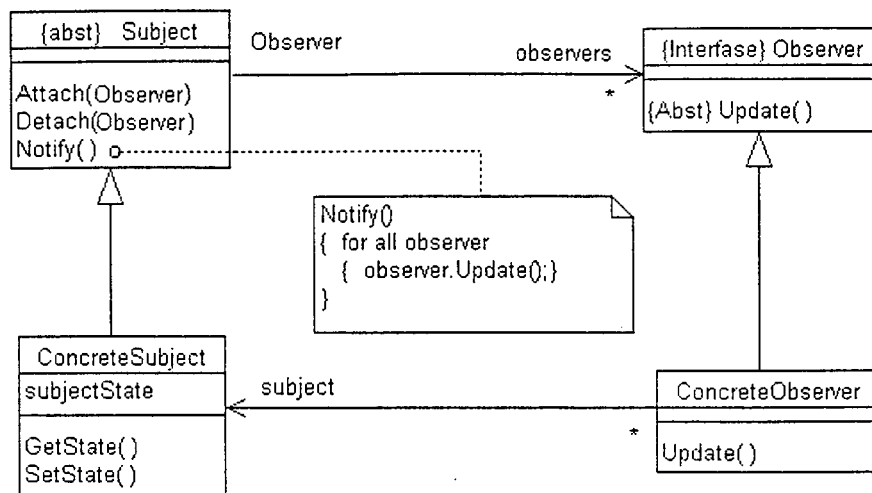 {abst} Subject
Attach(Observer)
Detach(Observer)
Notify()
Observer
observers
*
{Interfase} Observer
{Abst} Update()
Notify()
{ for all observer
{ observer.Update();}
}
ConcreteSubject
subjectState
GetState()
SetState()
subject
*
ConcreteObserver
Update()